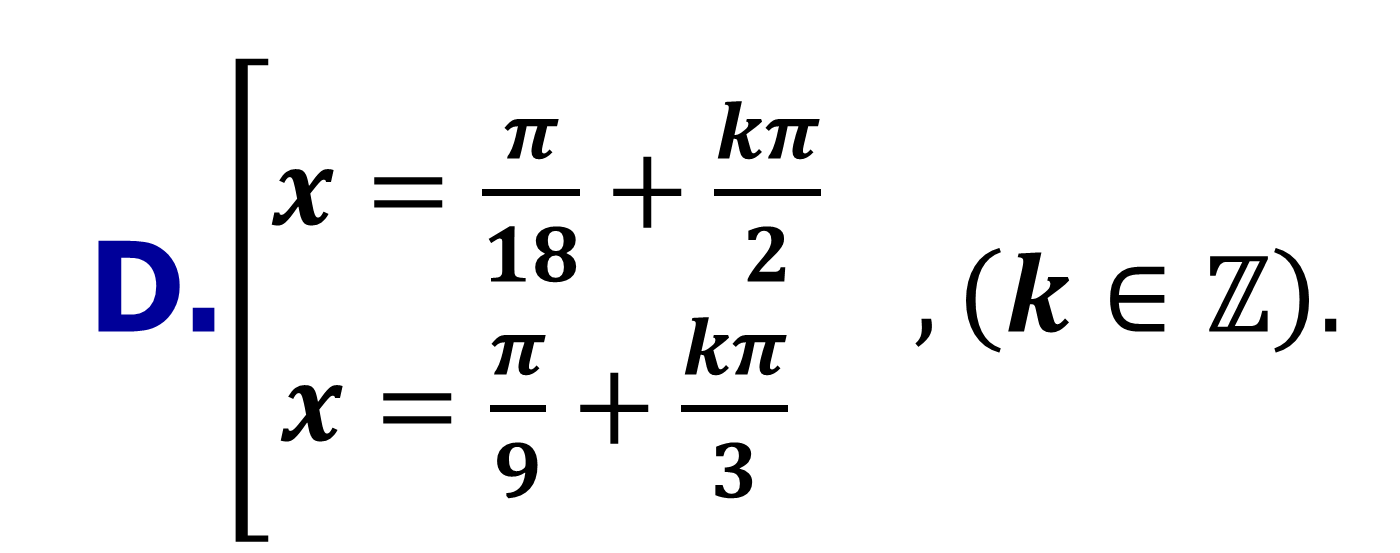 D. [ x = π/18 + kπ/2
x = π/9 + kπ/3 , (k ∈ ℤ).